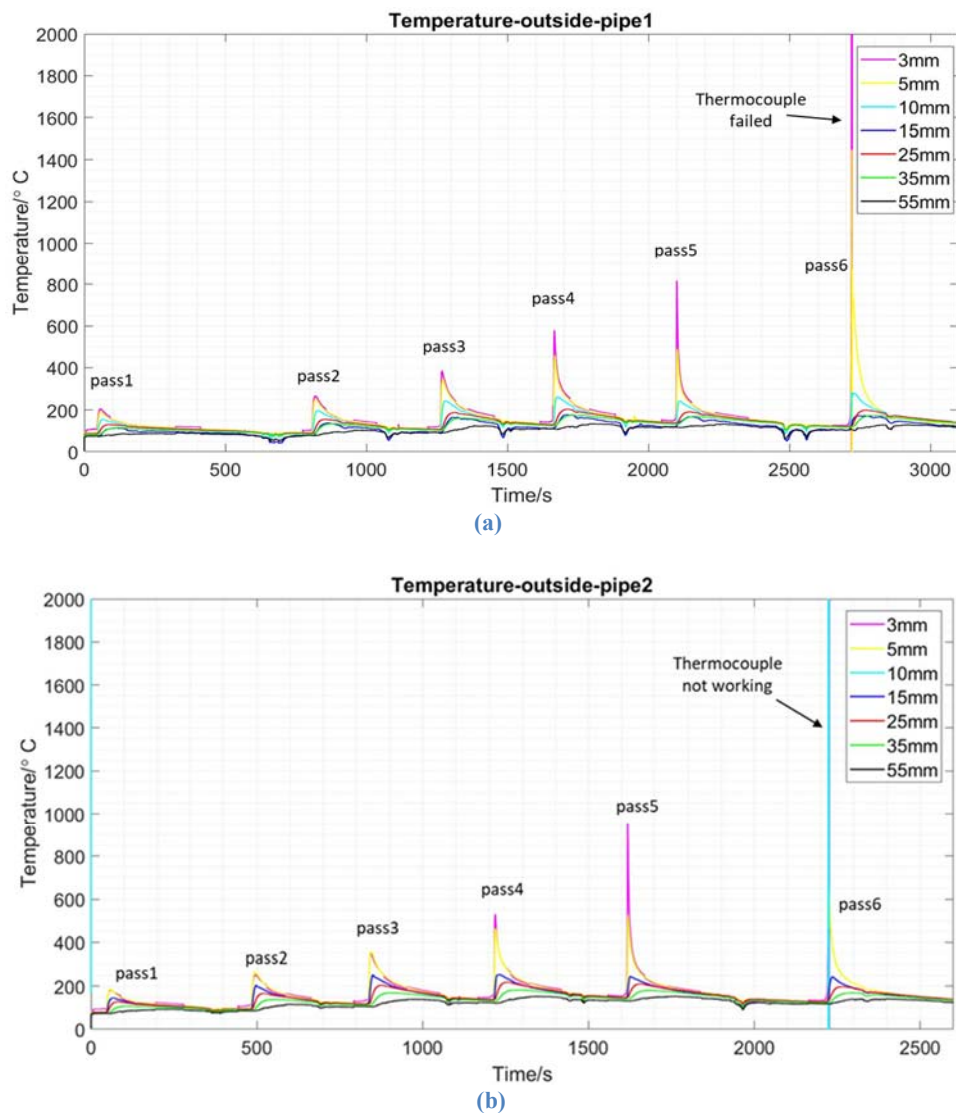 Temperature-outside-pipe1
2000
1800
1600
1400
1200
1000
800
600
400
200
0
Temperature/° C
3mm
5mm
10mm
15mm
25mm
35mm
55mm
Thermocouple
failed
pass1
pass2
pass3
pass4
pass5
pass6
0
500
1000
1500
2000
2500
3000
Time/s
(a)
Temperature-outside-pipe2
2000
1800
1600
1400
1200
1000
800
600
400
200
0
Temperature/° C
3mm
5mm
10mm
15mm
25mm
35mm
55mm
Thermocouple
not working
pass1
pass2
pass3
pass4
pass5
pass6
0
500
1000
1500
2000
2500
Time/s
(b)